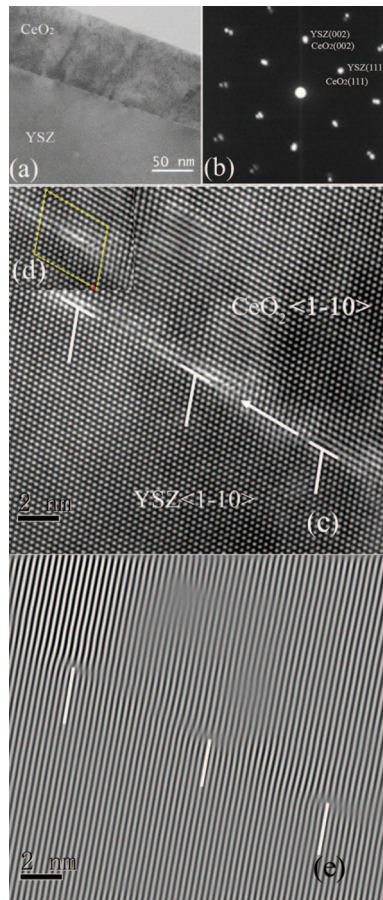 CeO₂
YSZ
(a)
50 nm
YSZ(002)
CeO₂(002)
YSZ(111
CeO₂(111)
(b)
(d)
CeO₂<1-10>
YSZ<1-10>
2 nm
(c)
2 nm
(e)